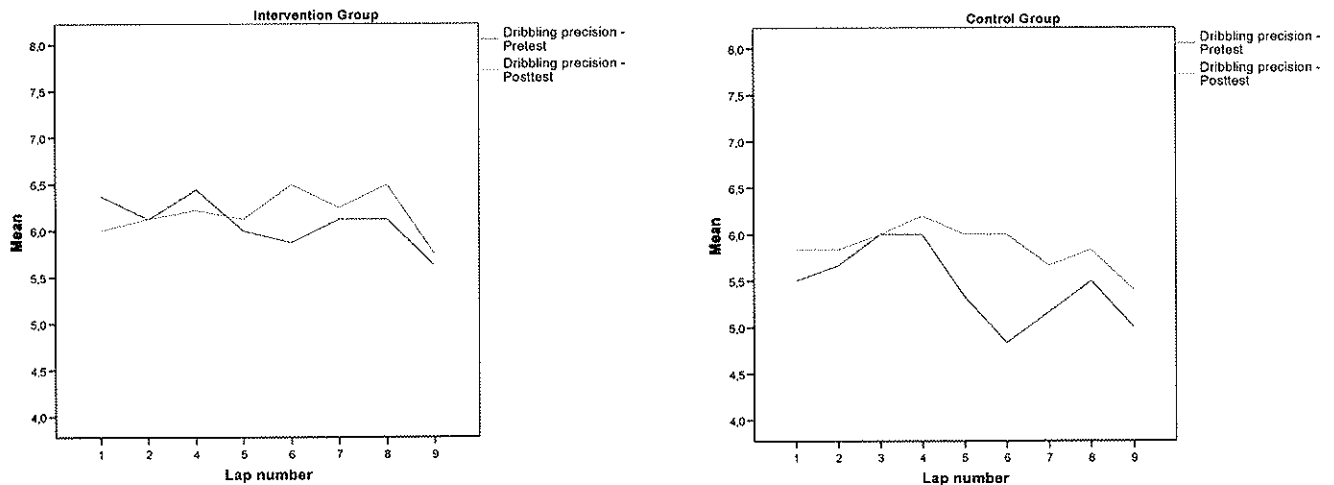 Intervention Group
Dribbling precision -
Pretest
Dribbling precision -
Posttest
8,0
7,5
7,0
6,5
6,0
5,5
5,0
4,5
4,0
Mean
1 2 4 5 6 7 8 9
Lap number
Control Group
Dribbling precision -
Pretest
Dribbling precision -
Posttest
8,0
7,5
7,0
6,5
6,0
5,5
5,0
4,5
4,0
Mean
1 2 3 4 5 6 7 8 9
Lap number